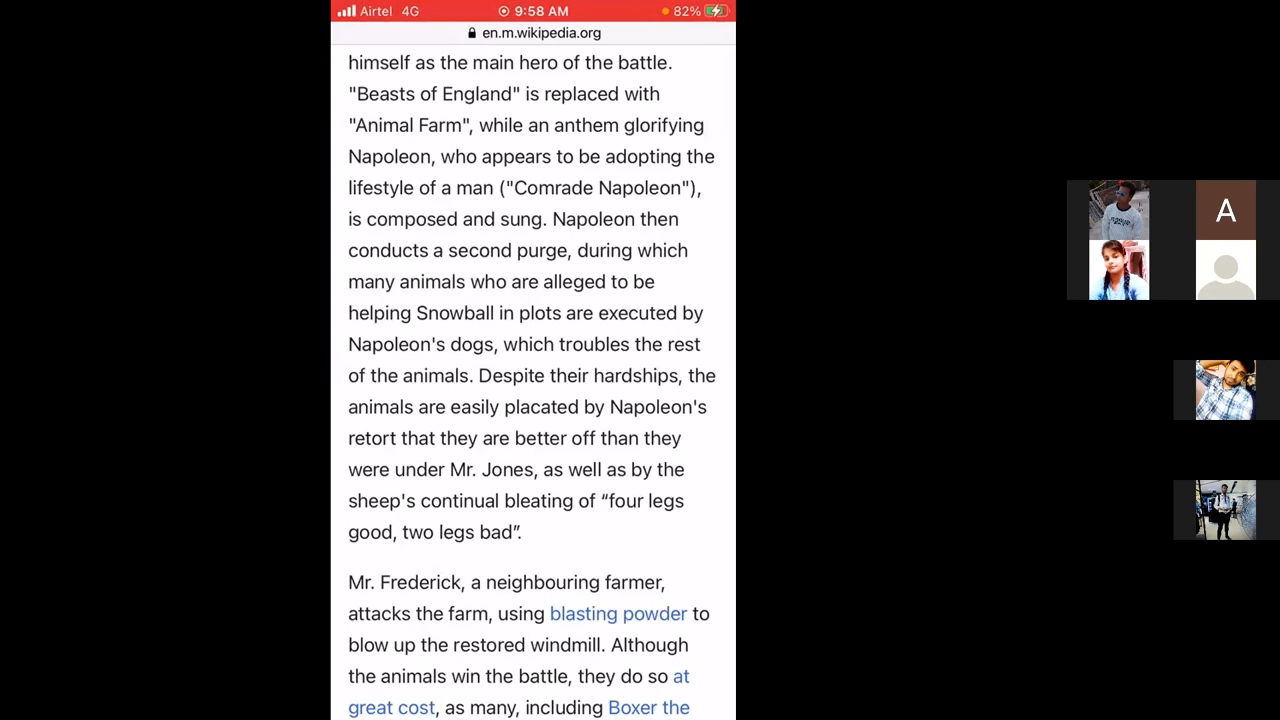 Airtel 4G 9:58 AM 82%
en.m.wikipedia.org
himself as the main hero of the battle.
"Beasts of England" is replaced with
"Animal Farm", while an anthem glorifying
Napoleon, who appears to be adopting the
lifestyle of a man ("Comrade Napoleon"),
is composed and sung. Napoleon then
conducts a second purge, during which
many animals who are alleged to be
helping Snowball in plots are executed by
Napoleon's dogs, which troubles the rest
of the animals. Despite their hardships, the
animals are easily placated by Napoleon's
retort that they are better off than they
were under Mr. Jones, as well as by the
sheep's continual bleating of “four legs
good, two legs bad”.
Mr. Frederick, a neighbouring farmer,
attacks the farm, using blasting powder to
blow up the restored windmill. Although
the animals win the battle, they do so at
great cost, as many, including Boxer the
A